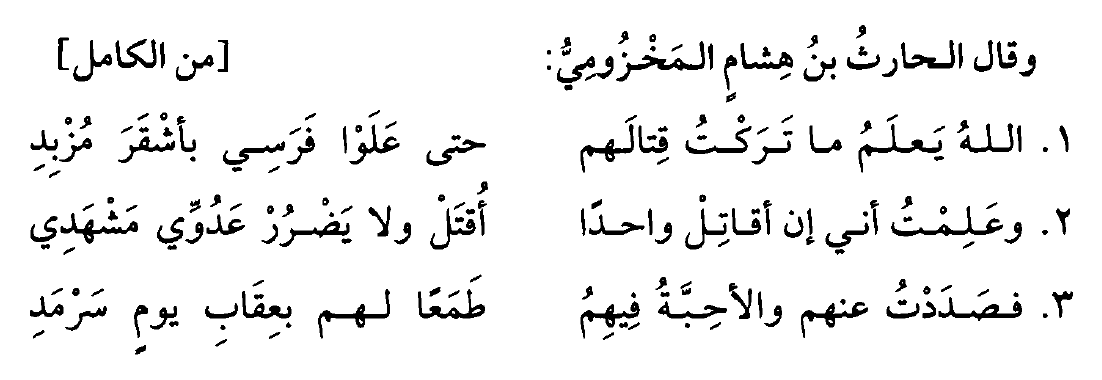 وقال الحارثُ بنُ هِشامٍ المَخْزُومِيُّ: [من الكامل]
١. اللهُ يَعلَمُ ما تَرَكْتُ قِتالَهم حتى عَلَوْا فَرَسِي بأشْقَرَ مُزْبِدِ
٢. وعَلِمْتُ أني إن أقاتِلْ واحدًا أُقتَلْ ولا يَضْرُرْ عَدُوِّي مَشْهَدِي
٣. فصَدَدْتُ عنهم والأحِبَّةُ فِيهِمُ طَمَعًا لهم بعِقَابِ يومٍ سَرْمَدِ